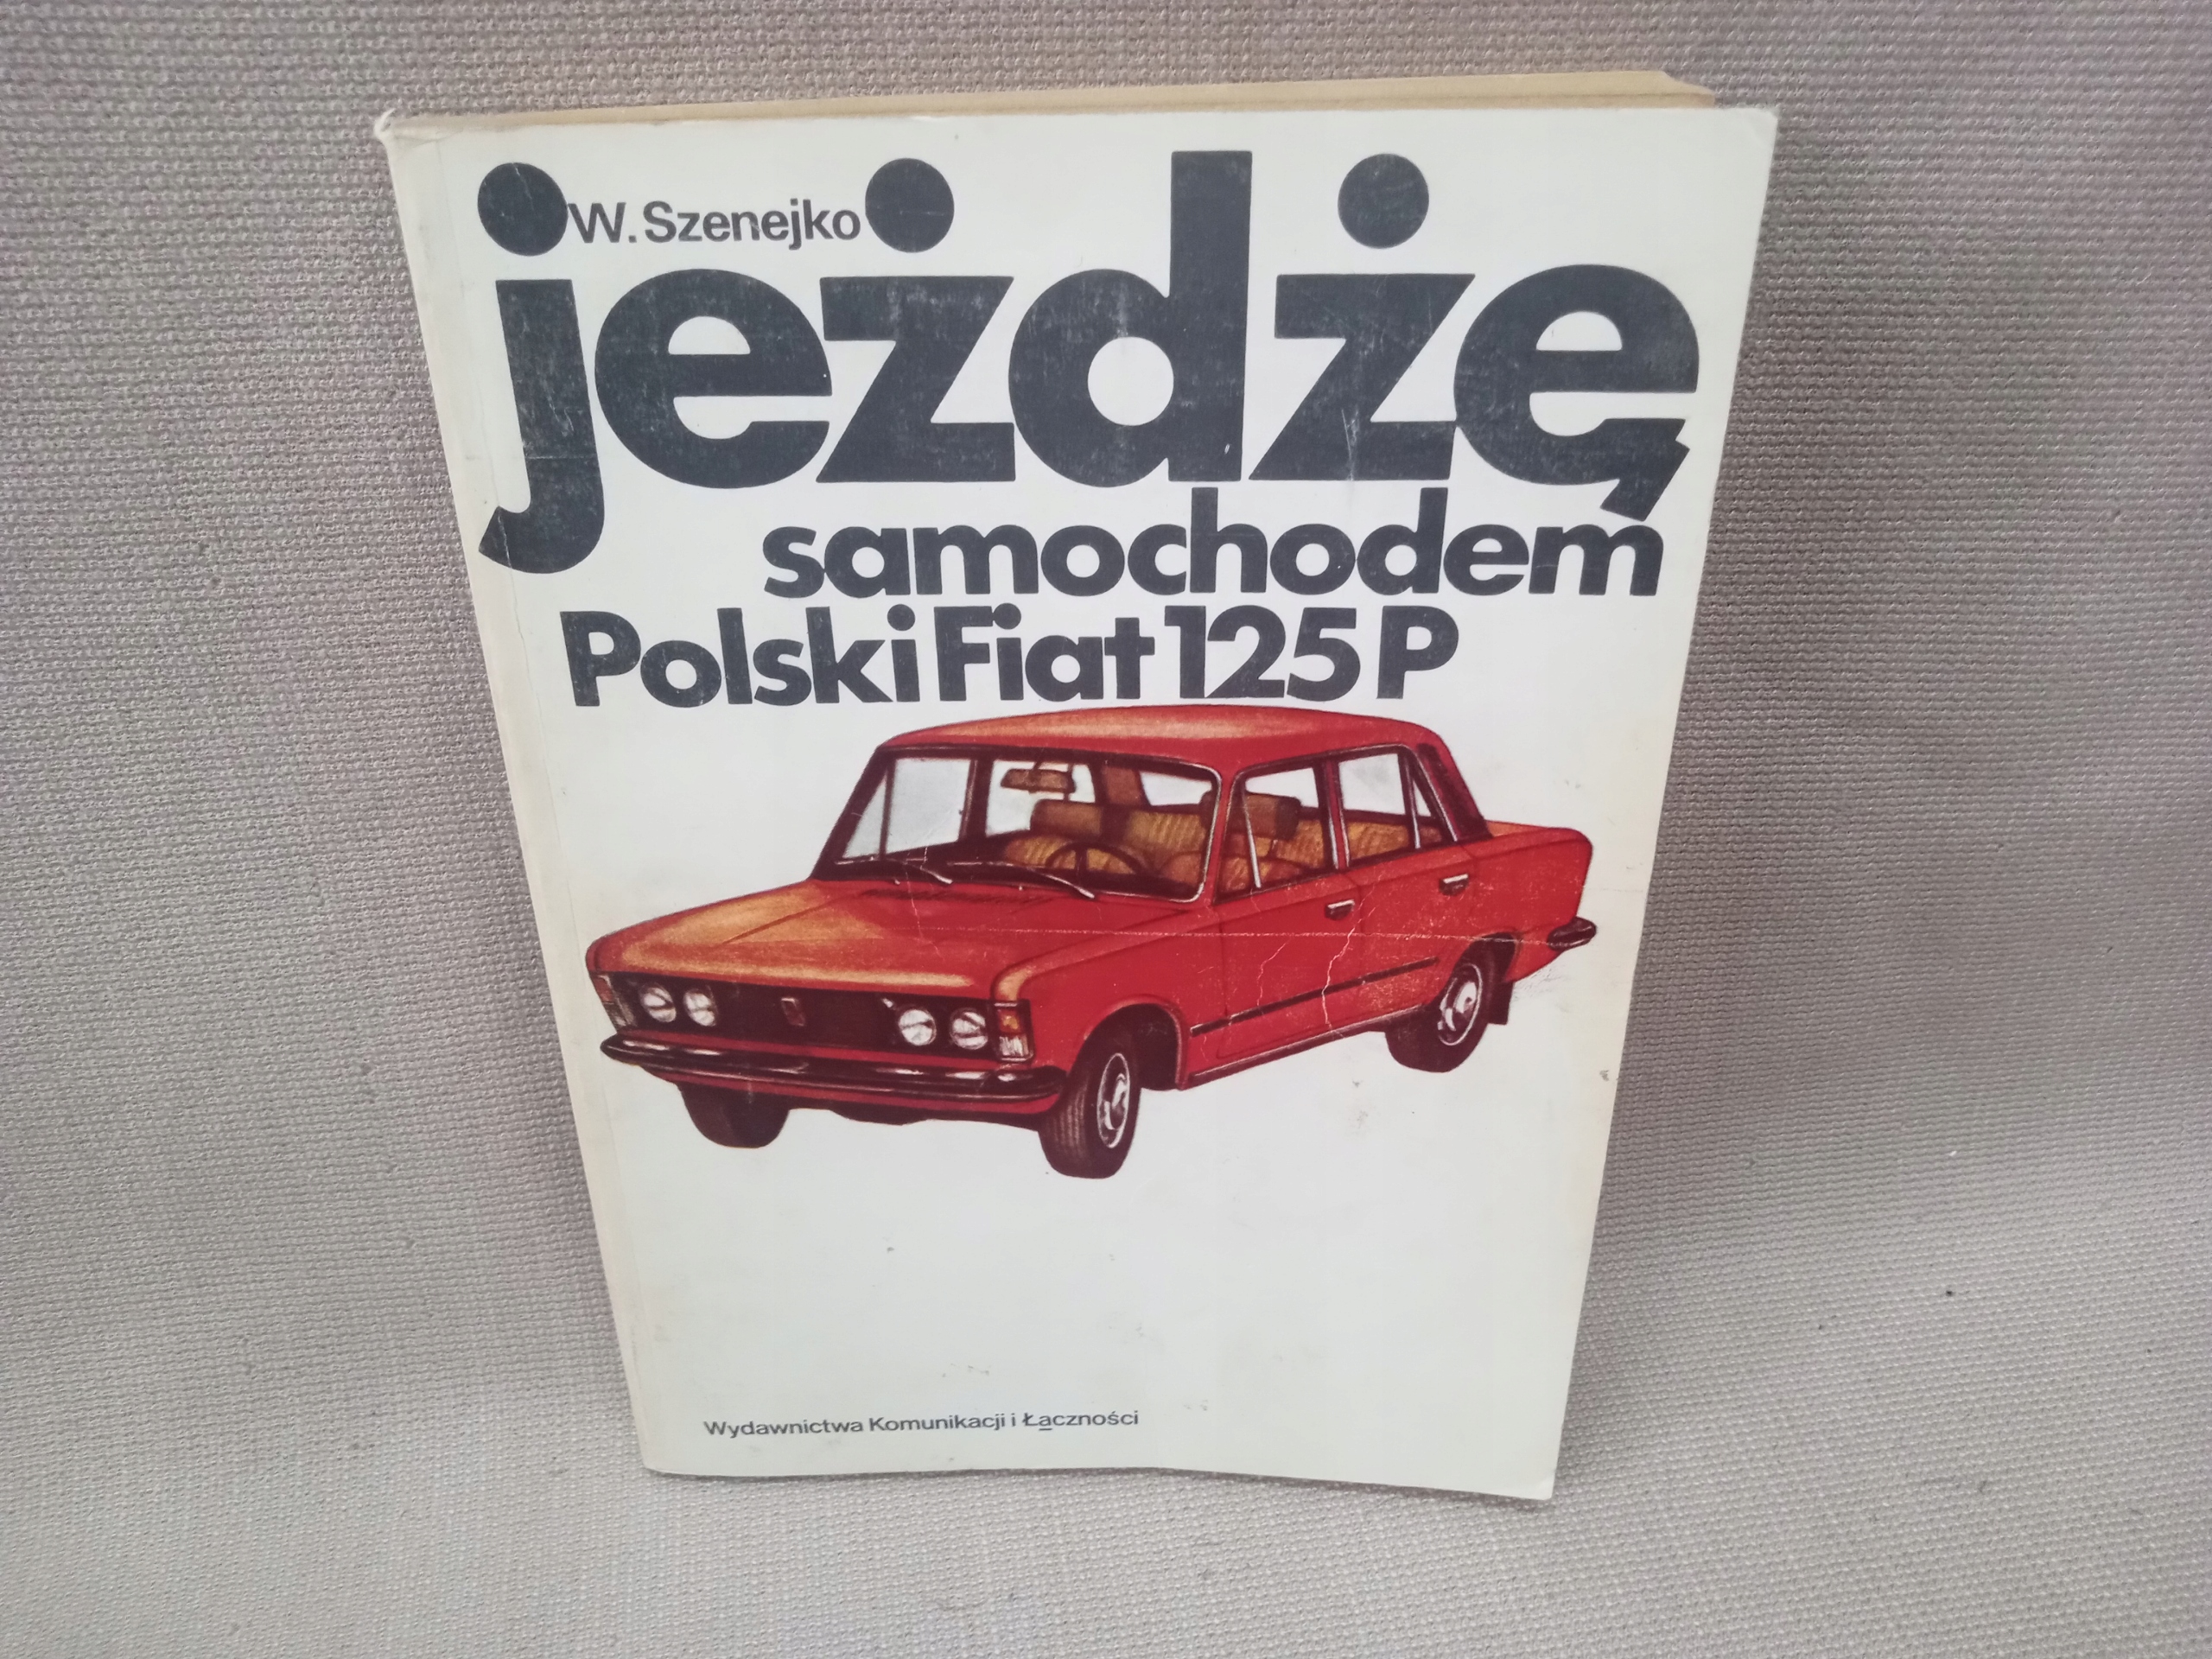 W. Szenejko
jeżdżę
samochodem
Polski Fiat 125 P
Wydawnictwa Komunikacji i Łączności